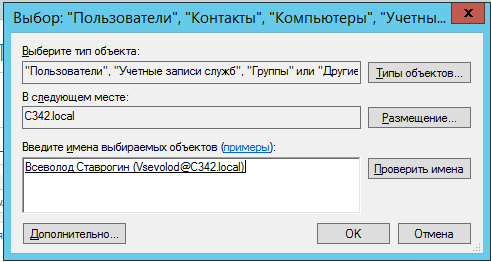 Выбор: "Пользователи", "Контакты", "Компьютеры", "Учетны...
Выберите тип объекта:
"Пользователи", "Учетные записи служб", "Группы" или "Другие
Типы объектов...
В следующем месте:
C342.local
Размещение...
Введите имена выбираемых объектов (примеры):
Всеволод Ставрогин (Vsevolod@C342.local)
Проверить имена
Дополнительно...
OK
Отмена